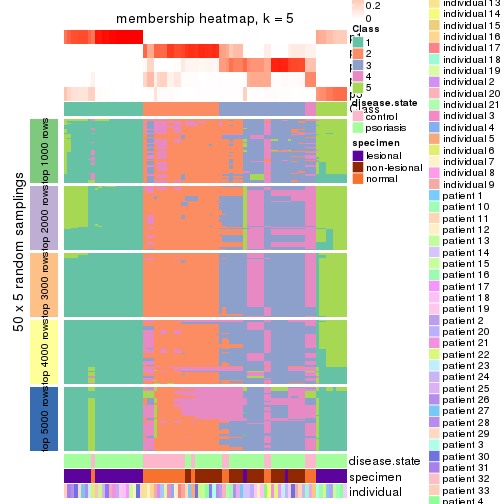 membership heatmap, k = 5
50 x 5 random samplings
top 1000 rows
top 2000 rows
top 3000 rows
top 4000 rows
top 5000 rows
Class
disease.state
specimen
individual
0.2
0
Class
1
2
3
4
5
disease.state
control
psoriasis
specimen
lesional
non-lesional
normal
individual 13
individual 14
individual 15
individual 16
individual 17
individual 18
individual 19
individual 2
individual 20
individual 21
individual 3
individual 4
individual 5
individual 6
individual 7
individual 8
individual 9
patient 1
patient 10
patient 11
patient 12
patient 13
patient 14
patient 15
patient 16
patient 17
patient 18
patient 19
patient 2
patient 20
patient 21
patient 22
patient 23
patient 24
patient 25
patient 26
patient 27
patient 28
patient 29
patient 3
patient 30
patient 31
patient 32
patient 33
patient 4